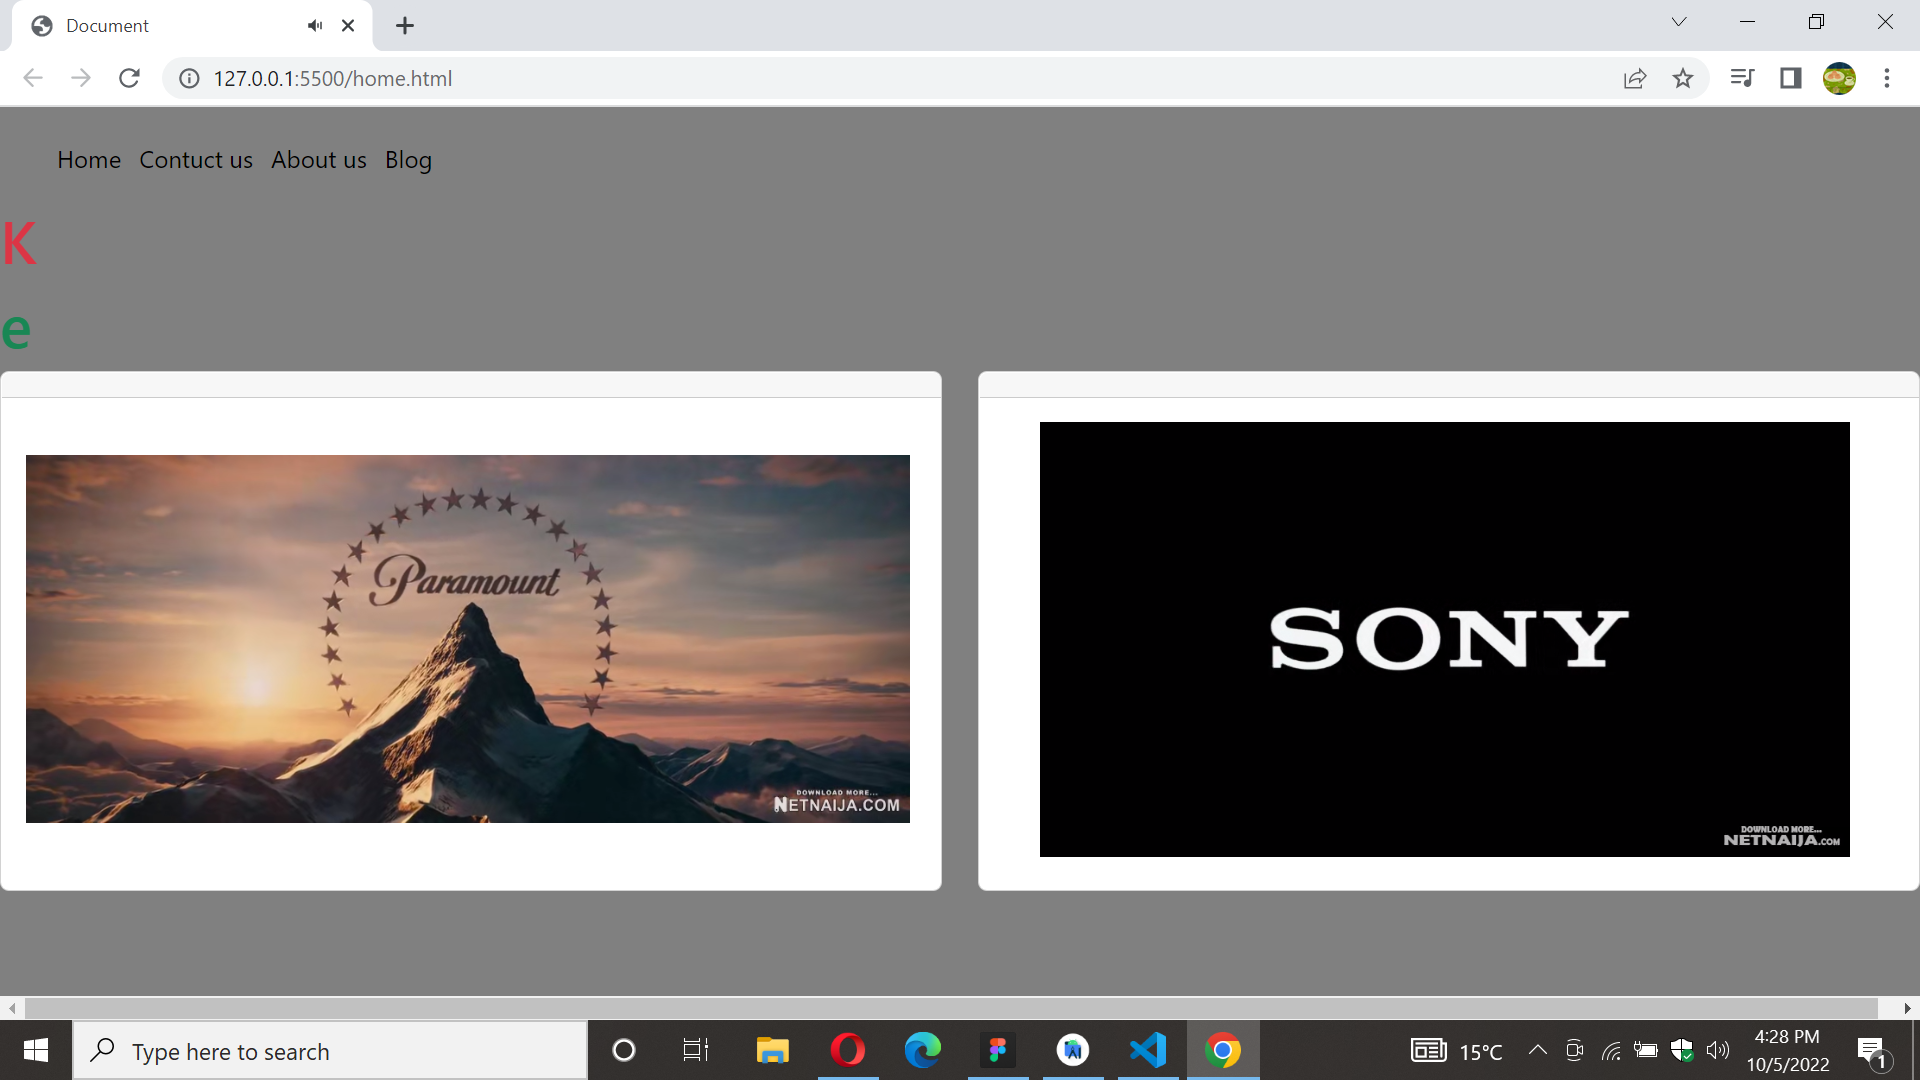 Document
127.0.0.1:5500/home.html
Home Contuct us About us Blog
K
e
Paramount
DOWNLOAD MORE...
NETNAIJA.COM
SONY
DOWNLOAD MORE...
NETNAIJA.COM
Type here to search
15°C
4:28 PM
10/5/2022
1